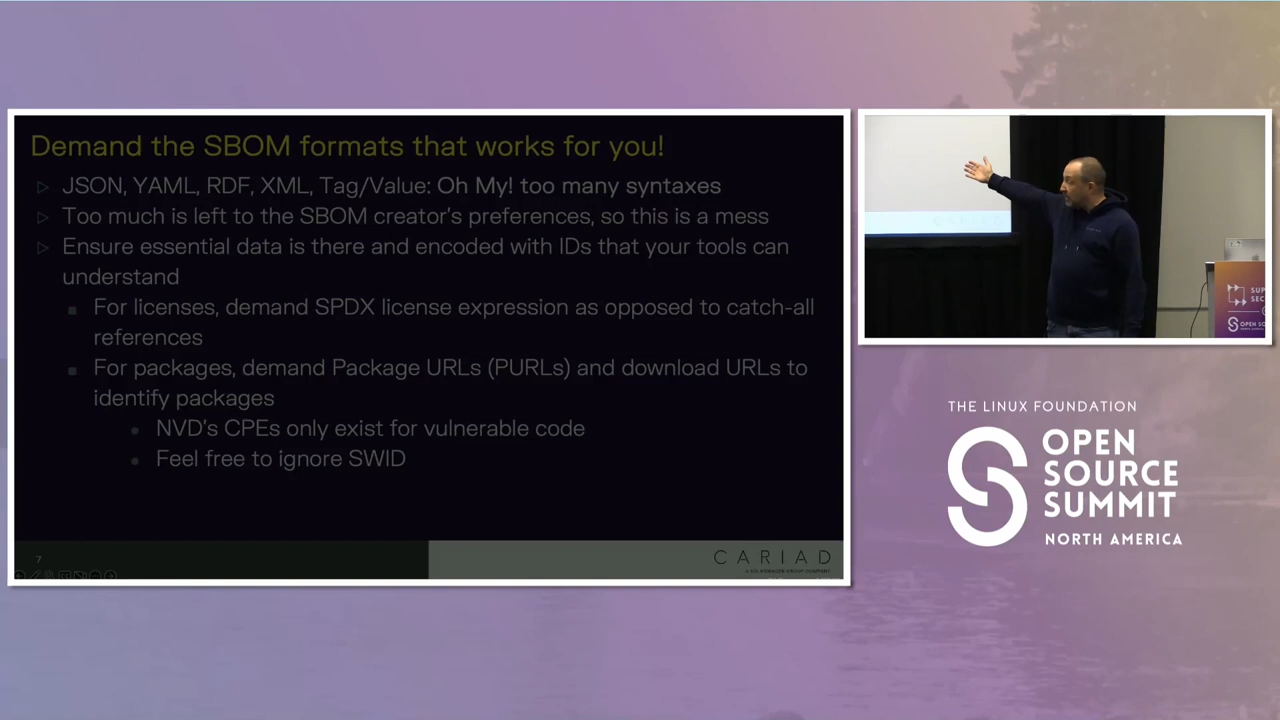 Demand the SBOM formats that works for you!
JSON, YAML, RDF, XML, Tag/Value: Oh My! too many syntaxes
Too much is left to the SBOM creator's preferences, so this is a mess
Ensure essential data is there and encoded with IDs that your tools can
understand
For licenses, demand SPDX license expression as opposed to catch-all
references
For packages, demand Package URLs (PURLs) and download URLs to
identify packages
NVD's CPEs only exist for vulnerable code
Feel free to ignore SWID
7
CARIAD
CARIAD
THE LINUX FOUNDATION
OPEN
SOURCE
SUMMIT
NORTH AMERICA